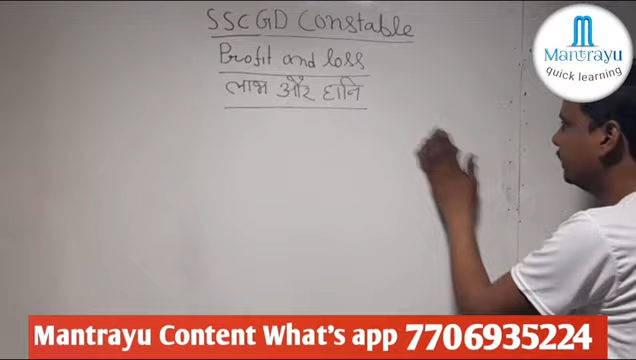 SSC GD Constable
Profit and loss
लाभ और हानि
Mantrayu
quick learning
Mantrayu Content What's app 7706935224